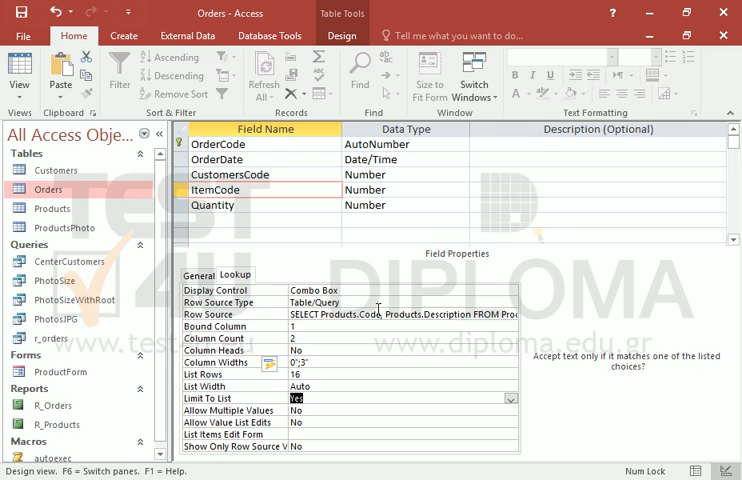 Orders - Access
Table Tools
File
Home
Create
External Data
Database Tools
Design
Tell me what you want to do...
View
Paste
Filter
Ascending
Descending
Remove Sort
Refresh All
Find
Size to Fit Form
Switch Windows
Views
Clipboard
Sort & Filter
Records
Find
Window
Text Formatting
All Access Obje...
Tables
Customers
Orders
Products
ProductsPhoto
Queries
CenterCustomers
PhotoSize
PhotoSizeWithRoot
PhotosJPG
r_orders
Forms
ProductForm
Reports
R_Orders
R_Products
Macros
autoexec
Field Name Data Type Description (Optional)
OrderCode AutoNumber
OrderDate Date/Time
CustomersCode Number
ItemCode Number
Quantity Number
Field Properties
General Lookup
Display Control Combo Box
Row Source Type Table/Query
Row Source SELECT Products.Code, Products.Description FROM Proc
Bound Column 1
Column Count 2
Column Heads No
Column Widths 0";3"
List Rows 16
List Width Auto
Limit To List Yes
Allow Multiple Values No
Allow Value List Edits No
List Items Edit Form
Show Only Row Source V No
Accept text only if it matches one of the listed
choices?
Design view. F6 = Switch panes. F1 = Help.
Num Lock
TEST
4U DIPLOMA
www.test4u.eu www.diploma.edu.gr